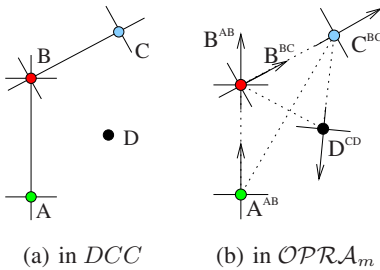 B
C
A
D
B^{AB}
B^{BC}
C^{BC}
D^{CD}
A^{AB}
(a) in DCC
(b) in OPRA_m